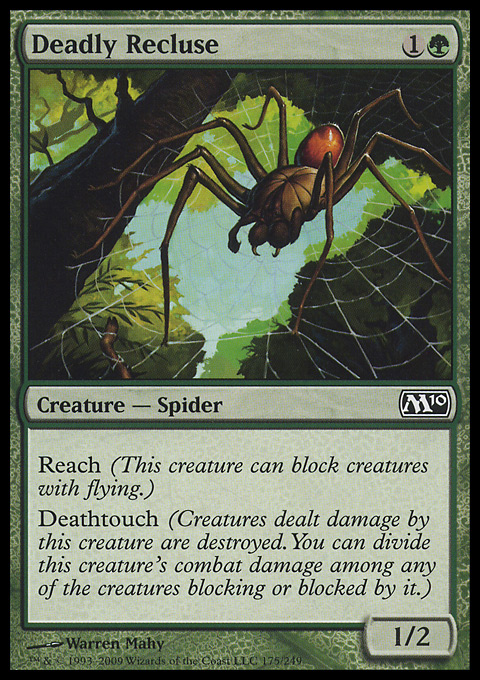 Deadly Recluse 1
Creature — Spider M10
Reach (This creature can block creatures
with flying.)
Deathtouch (Creatures dealt damage by
this creature are destroyed. You can divide
this creature's combat damage among any
of the creatures blocking or blocked by it.)
1/2
Warren Mahy
™ & © 1993–2009 Wizards of the Coast LLC 175/249